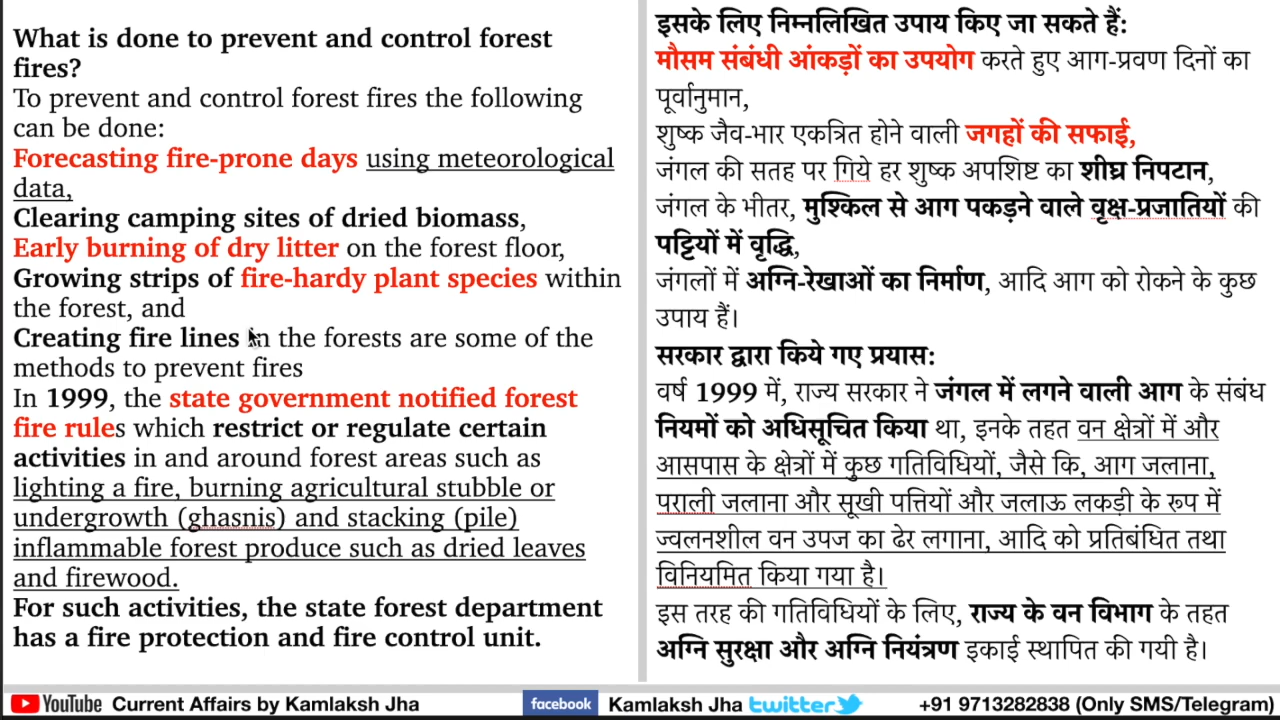 What is done to prevent and control forest
fires?
To prevent and control forest fires the following
can be done:
Forecasting fire-prone days using meteorological
data,
Clearing camping sites of dried biomass,
Early burning of dry litter on the forest floor,
Growing strips of fire-hardy plant species within
the forest, and
Creating fire lines in the forests are some of the
methods to prevent fires
In 1999, the state government notified forest
fire rules which restrict or regulate certain
activities in and around forest areas such as
lighting a fire, burning agricultural stubble or
undergrowth (ghasnis) and stacking (pile)
inflammable forest produce such as dried leaves
and firewood.
For such activities, the state forest department
has a fire protection and fire control unit.
इसके लिए निम्नलिखित उपाय किए जा सकते हैं:
मौसम संबंधी आंकड़ों का उपयोग करते हुए आग-प्रवण दिनों का
पूर्वानुमान,
शुष्क जैव-भार एकत्रित होने वाली जगहों की सफाई,
जंगल की सतह पर गिये हर शुष्क अपशिष्ट का शीघ्र निपटान,
जंगल के भीतर, मुश्किल से आग पकड़ने वाले वृक्ष-प्रजातियों की
पट्टियों में वृद्धि,
जंगलों में अग्नि-रेखाओं का निर्माण, आदि आग को रोकने के कुछ
उपाय हैं।
सरकार द्वारा किये गए प्रयास:
वर्ष 1999 में, राज्य सरकार ने जंगल में लगने वाली आग के संबंध
नियमों को अधिसूचित किया था, इनके तहत वन क्षेत्रों में और
आसपास के क्षेत्रों में कुछ गतिविधियों, जैसे कि, आग जलाना,
पराली जलाना और सूखी पत्तियों और जलाऊ लकड़ी के रूप में
ज्वलनशील वन उपज का ढेर लगाना, आदि को प्रतिबंधित तथा
विनियमित किया गया है।
इस तरह की गतिविधियों के लिए, राज्य के वन विभाग के तहत
अग्नि सुरक्षा और अग्नि नियंत्रण इकाई स्थापित की गयी है।
YouTube Current Affairs by Kamlaksh Jha facebook Kamlaksh Jha twitter +91 9713282838 (Only SMS/Telegram)